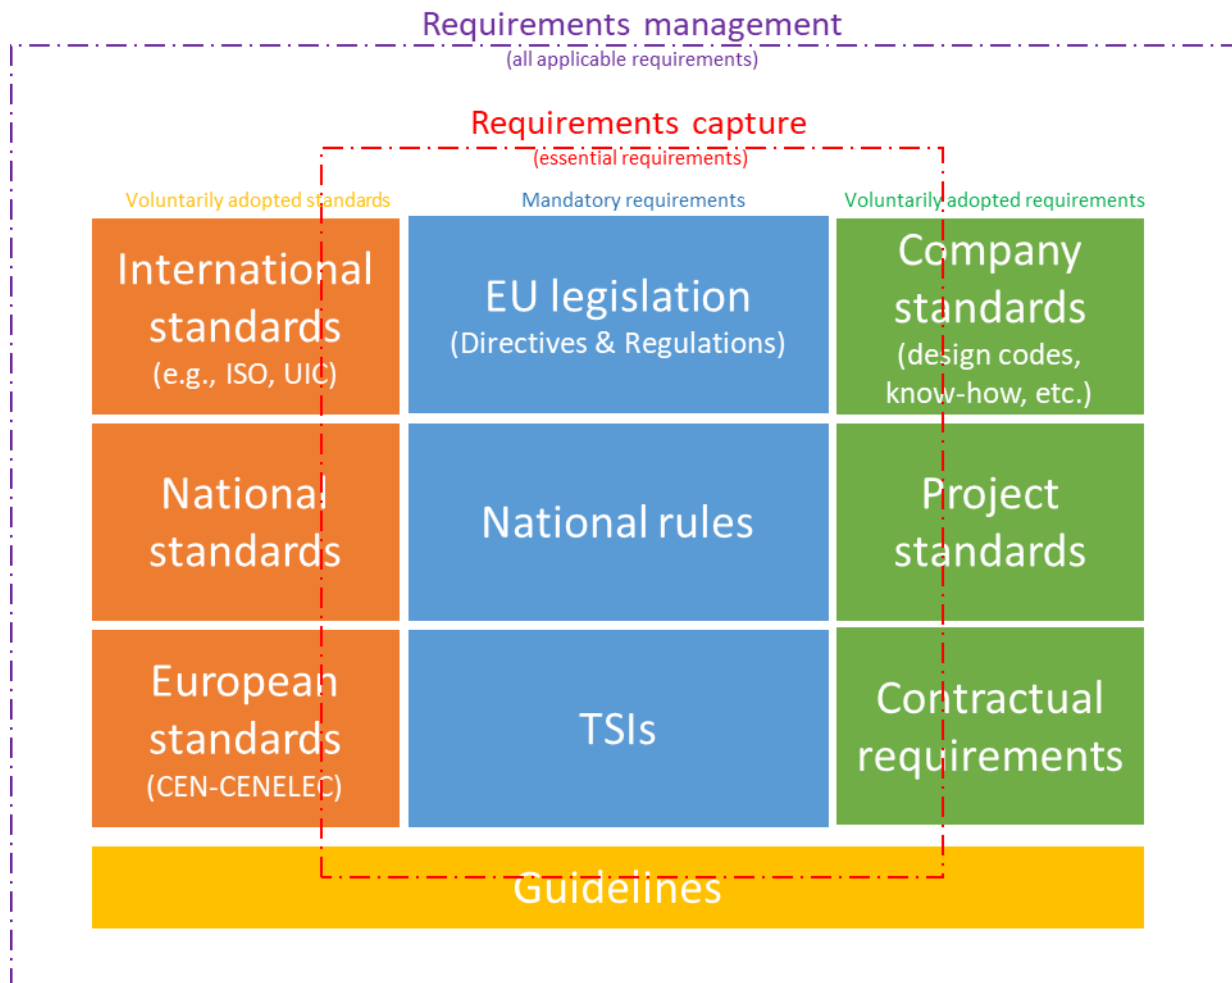 Requirements management
(all applicable requirements)
Requirements capture
(essential requirements)
Voluntarily adopted standards
Mandatory requirements
Voluntarily adopted requirements
International
standards
(e.g., ISO, UIC)
EU legislation
(Directives & Regulations)
Company
standards
(design codes,
know-how, etc.)
National
standards
National rules
Project
standards
European
standards
(CEN-CENELEC)
TSIs
Contractual
requirements
Guidelines